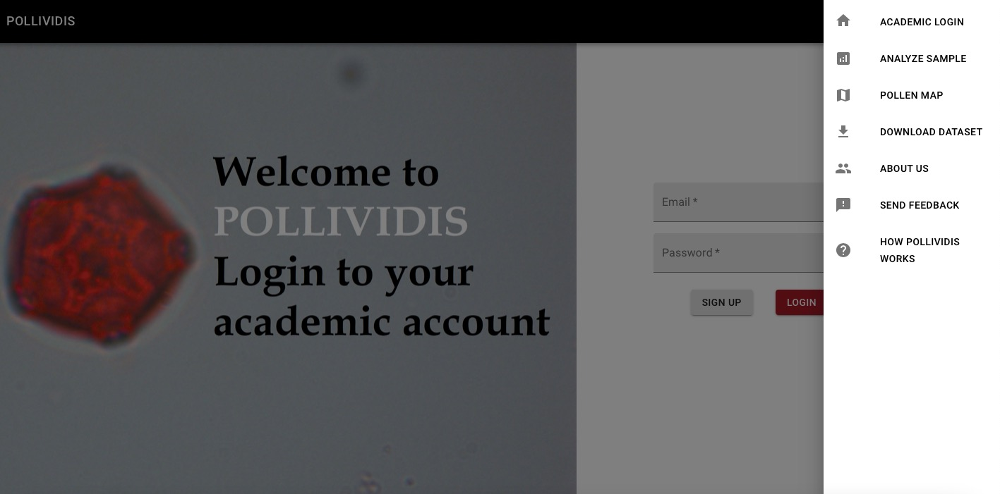 POLLIVIDIS
Welcome to
POLLIVIDIS
Login to your
academic account
Email *
Password *
SIGN UP
LOGIN
ACADEMIC LOGIN
ANALYZE SAMPLE
POLLEN MAP
DOWNLOAD DATASET
ABOUT US
SEND FEEDBACK
HOW POLLIVIDIS
WORKS